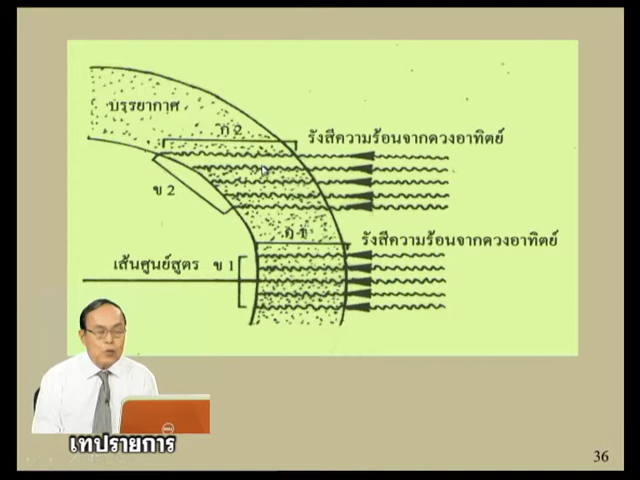 บรรยากาศ
ก 2
รังสีความร้อนจากดวงอาทิตย์
ข 2
ก 1
รังสีความร้อนจากดวงอาทิตย์
เส้นศูนย์สูตร ข 1
เทปรายการ
36